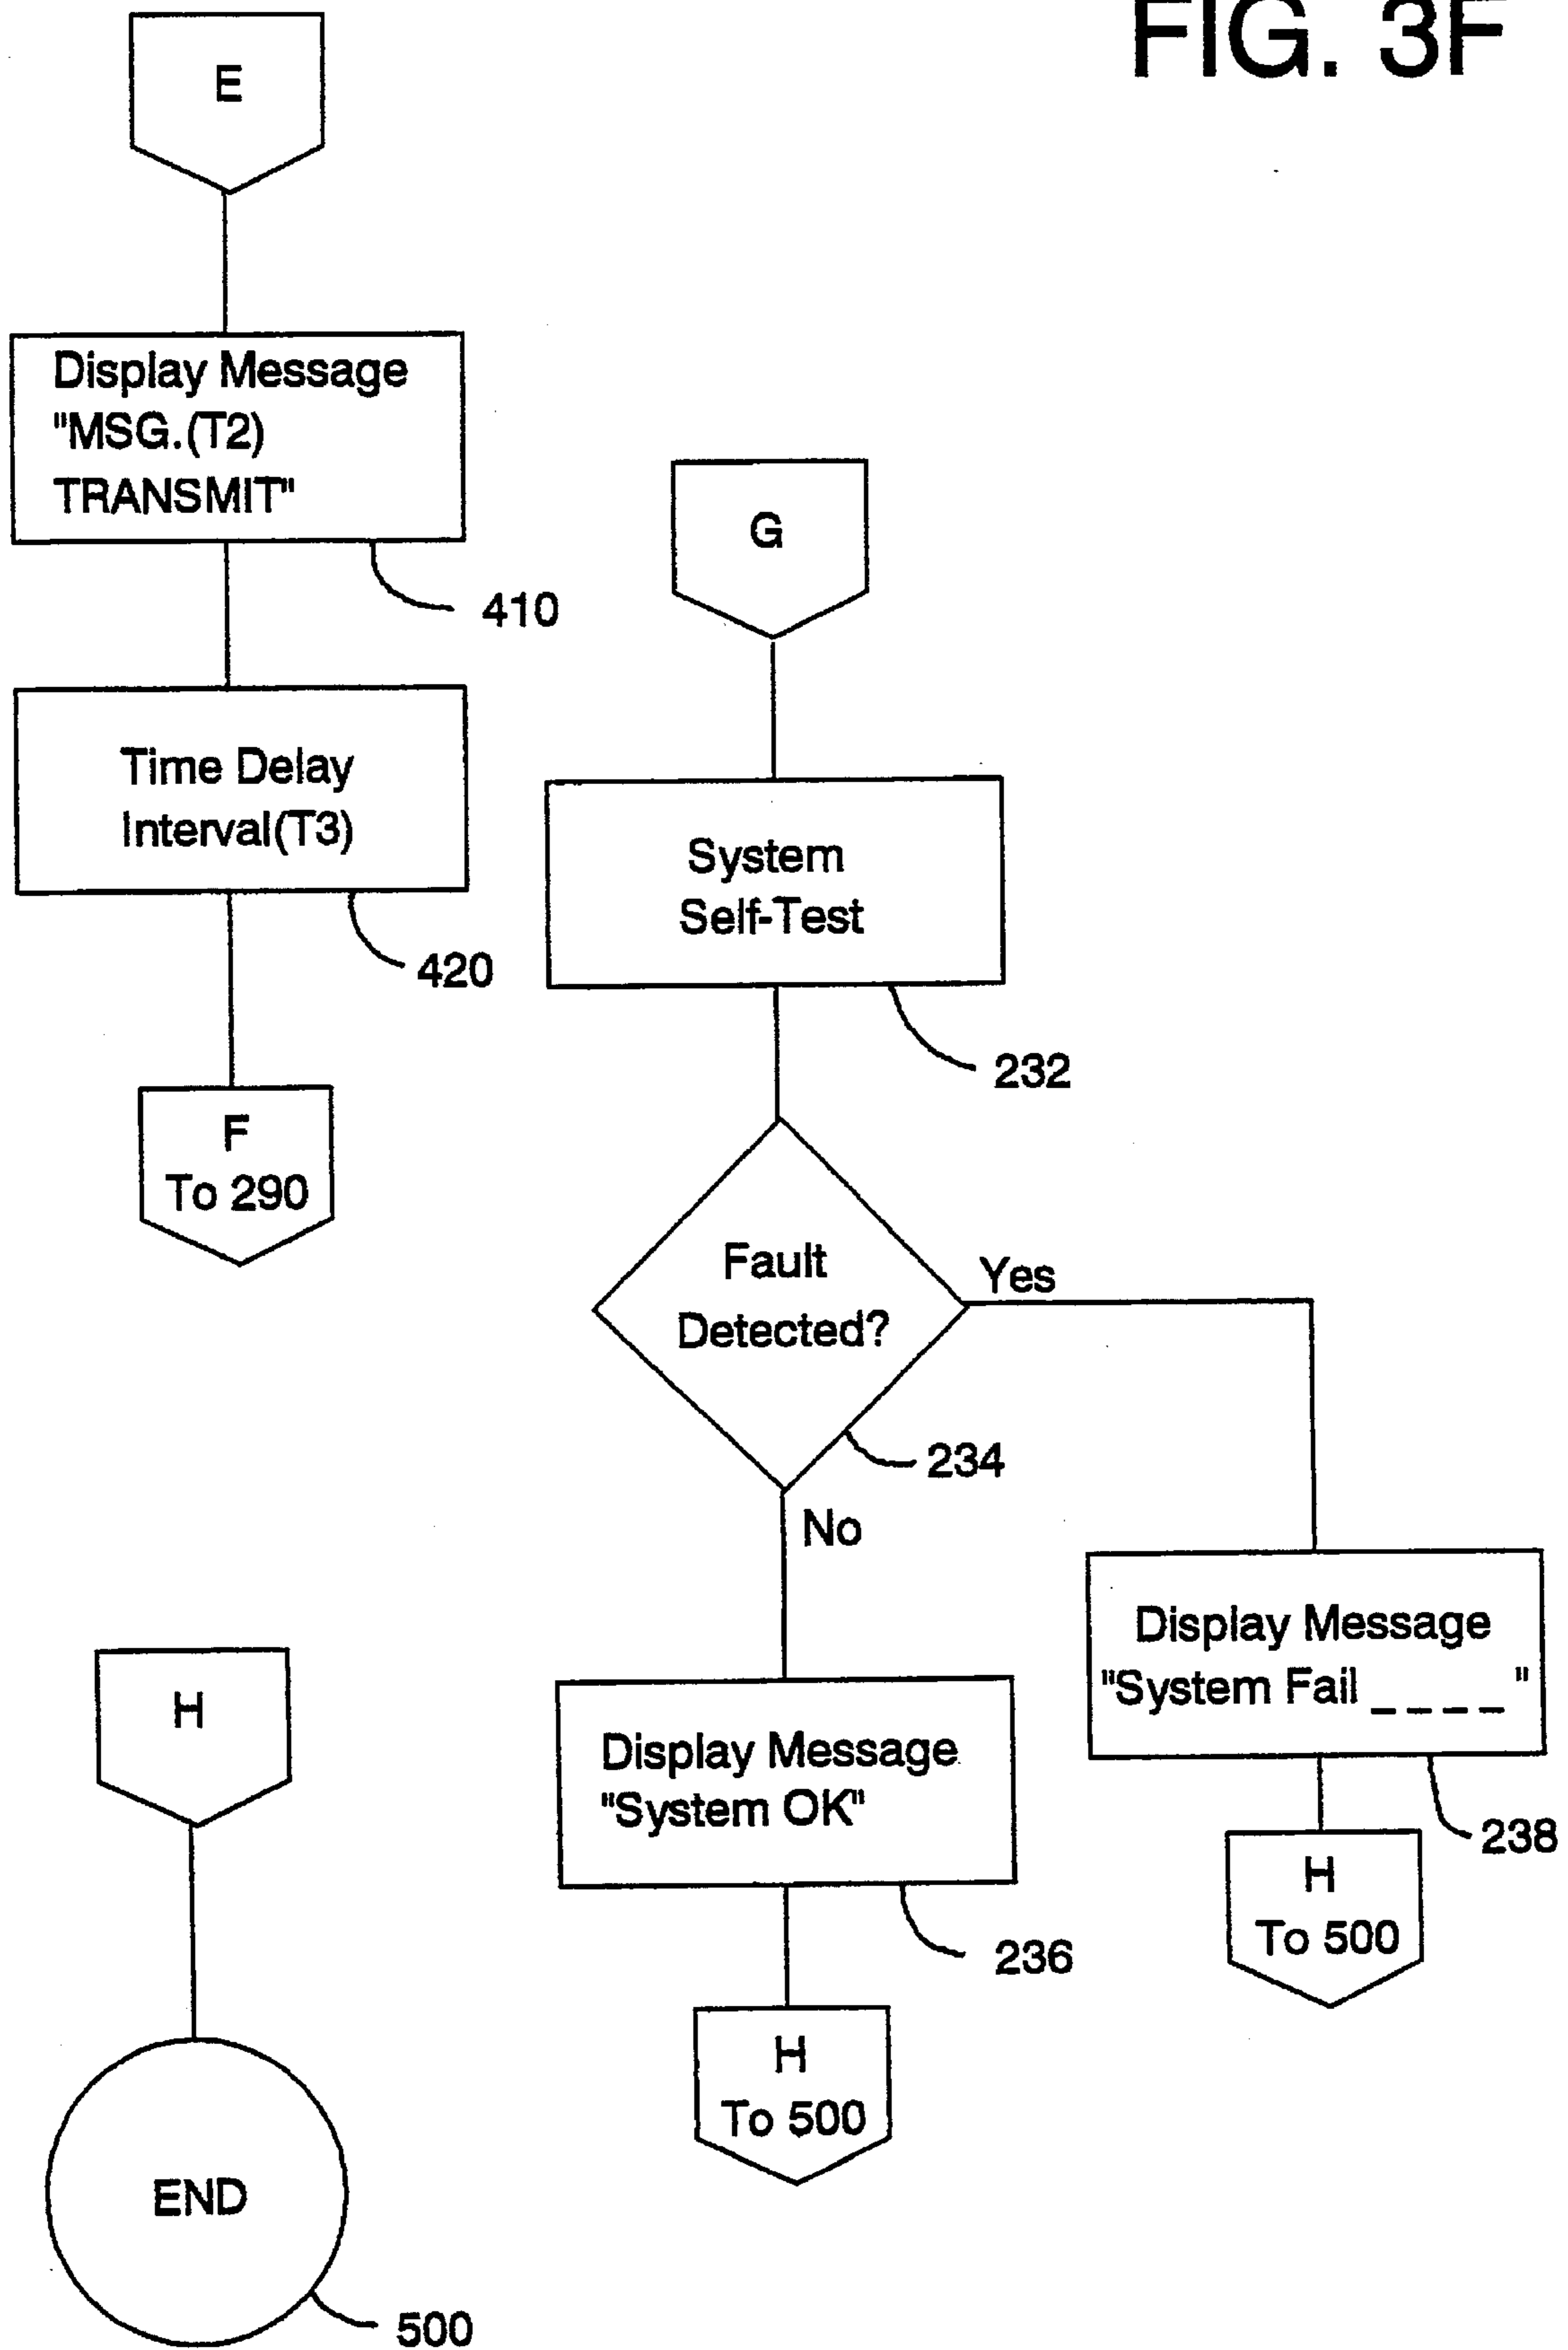 FIG. 3F
E
Display Message
"MSG.(T2)
TRANSMIT"
410
Time Delay
Interval(T3)
420
F
To 290
G
System
Self-Test
232
Fault
Detected?
Yes
234
No
Display Message
"System Fail _ _ _ _ "
238
H
To 500
Display Message
"System OK"
236
H
To 500
H
END
500